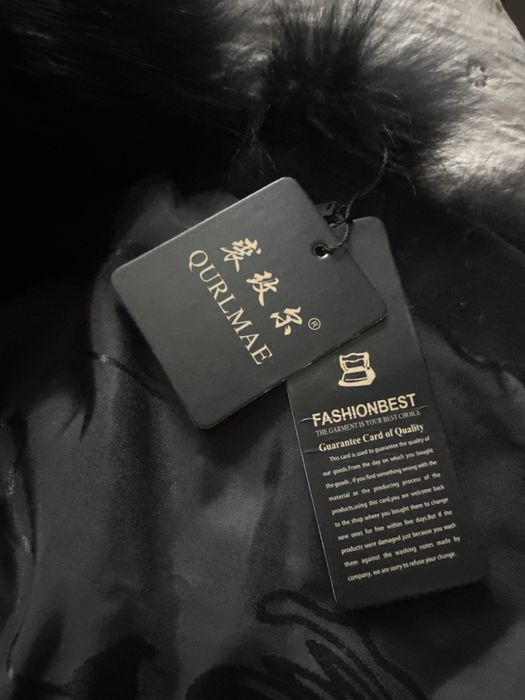 裘玫尔®
QURLMAE
FASHIONBEST
THE GARMENT IS YOUR BEST CHOICE
Guarantee Card of Quality
This card is used to guarantee the quality of
our goods.From the day on which you bought
the goods , if you find something wrong with the
material or the producing process of the
products,using this card,you are welcome back
to the shop where you bought them to change
new ones for free within five days.But if the
products were damaged just because you wash
them against the washing notes made by
company, we are sorry to refuse your change.